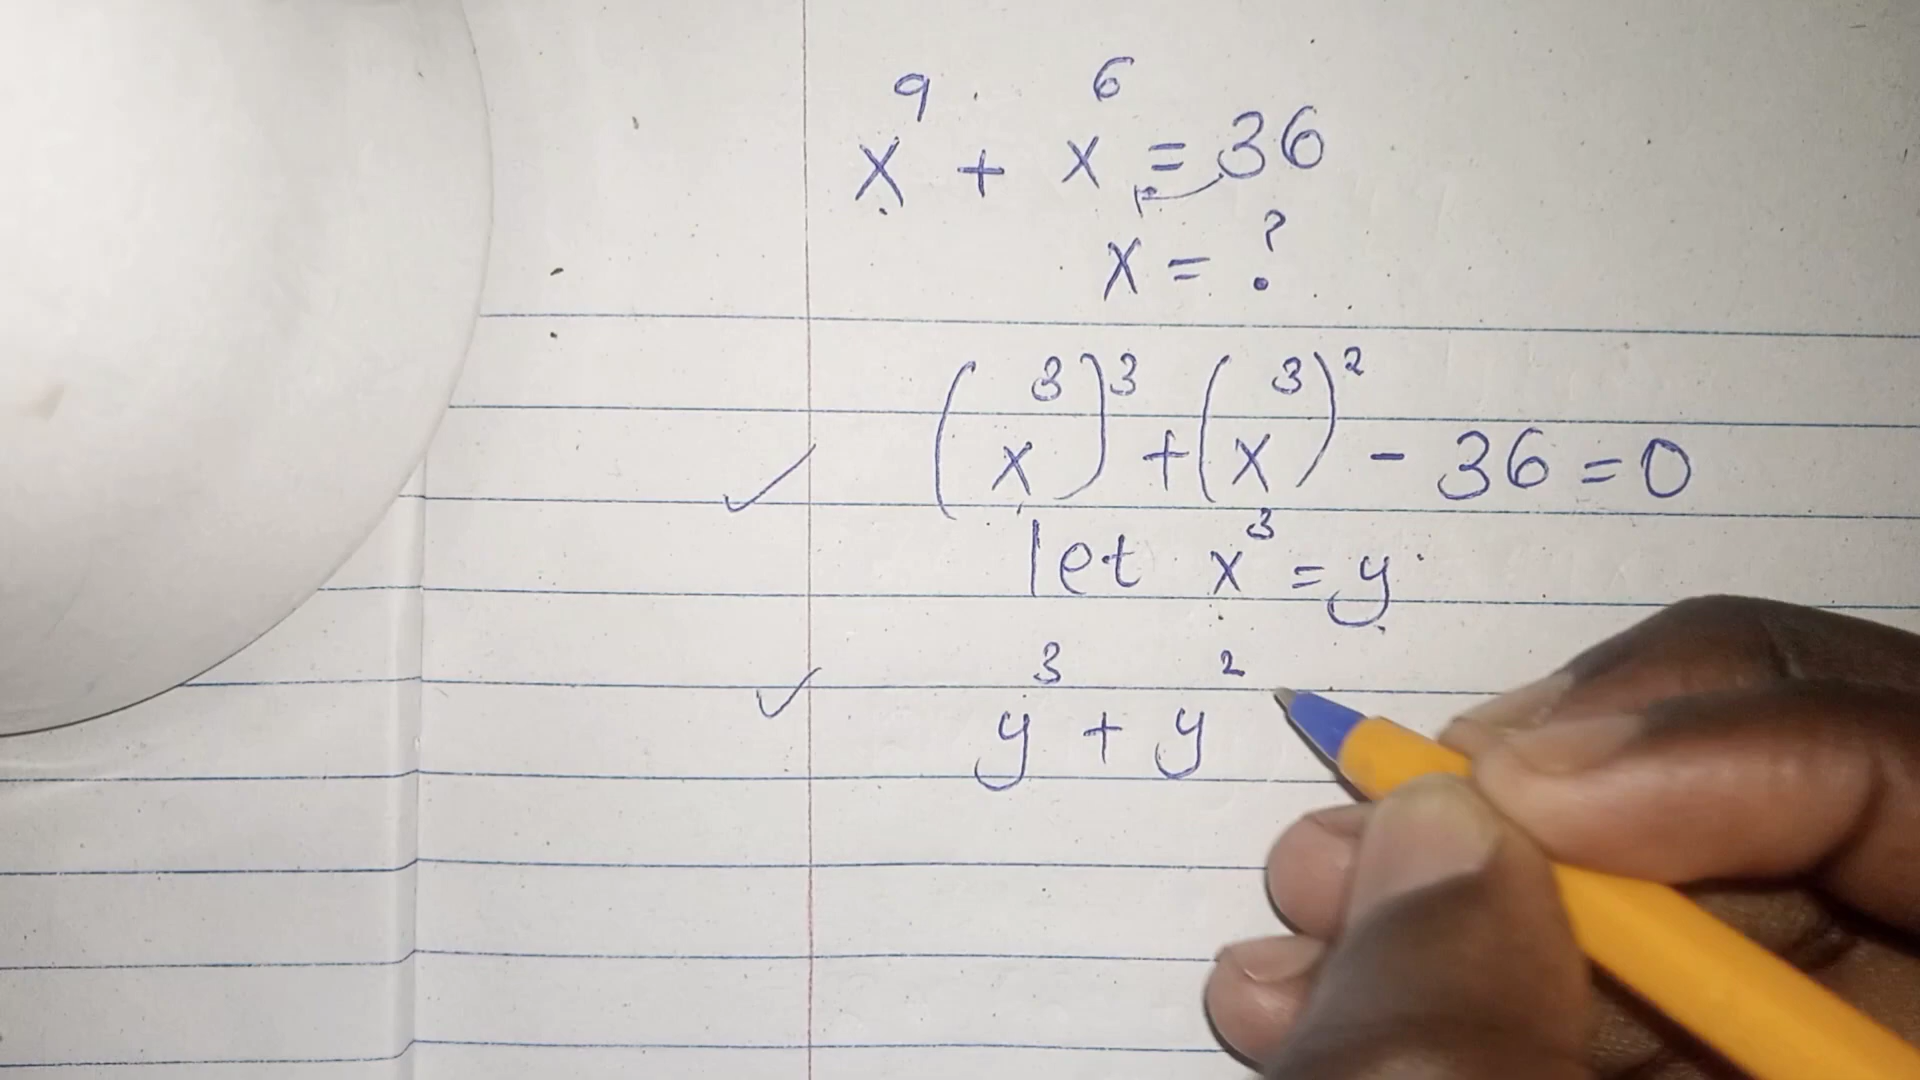 x⁹ + x⁶ = 36
x = ?
(x³)³ + (x³)² - 36 = 0
let x³ = y
y³ + y²